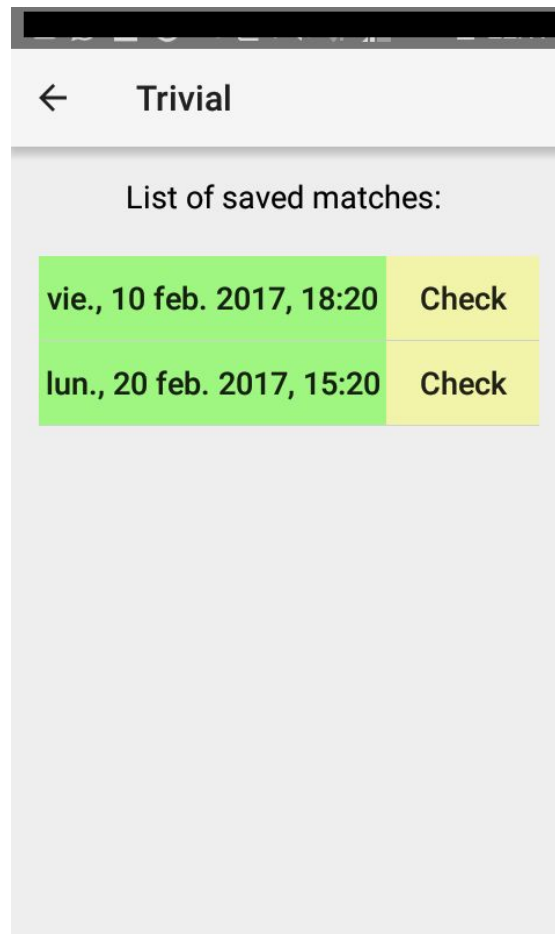 Trivial
List of saved matches:
vie., 10 feb. 2017, 18:20 Check
lun., 20 feb. 2017, 15:20 Check